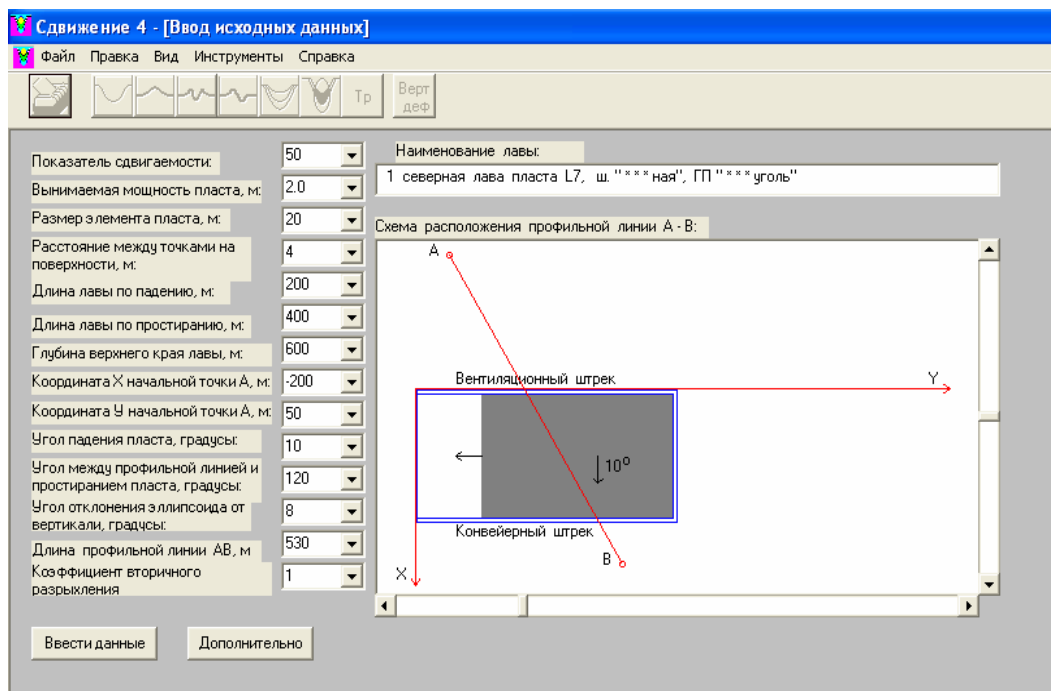 Сдвижение 4 - [Ввод исходных данных]
Файл Правка Вид Инструменты Справка
Тр
Верт
деф
Показатель сдвигаемости:
50
Вынимаемая мощность пласта, м:
2.0
Размер элемента пласта, м:
20
Расстояние между точками на
поверхности, м:
4
Длина лавы по падению, м:
200
Длина лавы по простиранию, м:
400
Глубина верхнего края лавы, м:
600
Координата X начальной точки А, м:
-200
Координата У начальной точки А, м:
50
Угол падения пласта, градусы:
10
Угол между профильной линией и
простиранием пласта, градусы:
120
Угол отклонения эллипсоида от
вертикали, градусы:
8
Длина профильной линии АВ, м
530
Коэффициент вторичного
разрыхления
1
Ввести данные
Дополнительно
Наименование лавы:
1 северная лава пласта L7, ш. "***ная", ГП "***уголь"
Схема расположения профильной линии А - В:
A
Вентиляционный штрек
Y
10°
Конвейерный штрек
B
X